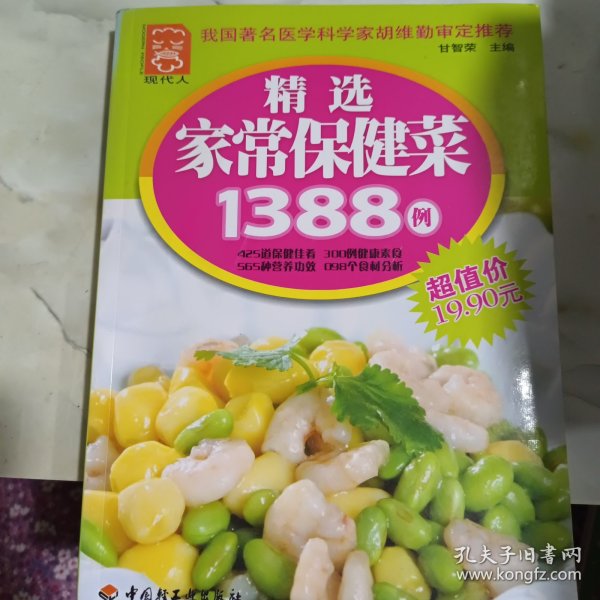 我国著名医学科学家胡维勤审定推荐
甘智荣 主编
现代人
精选
家常保健菜
1388例
425道保健佳肴 300例健康素食
565种营养功效 098个食材分析
超值价
19.90元
中国轻工业出版社
孔夫子旧书网
www.kongfz.com